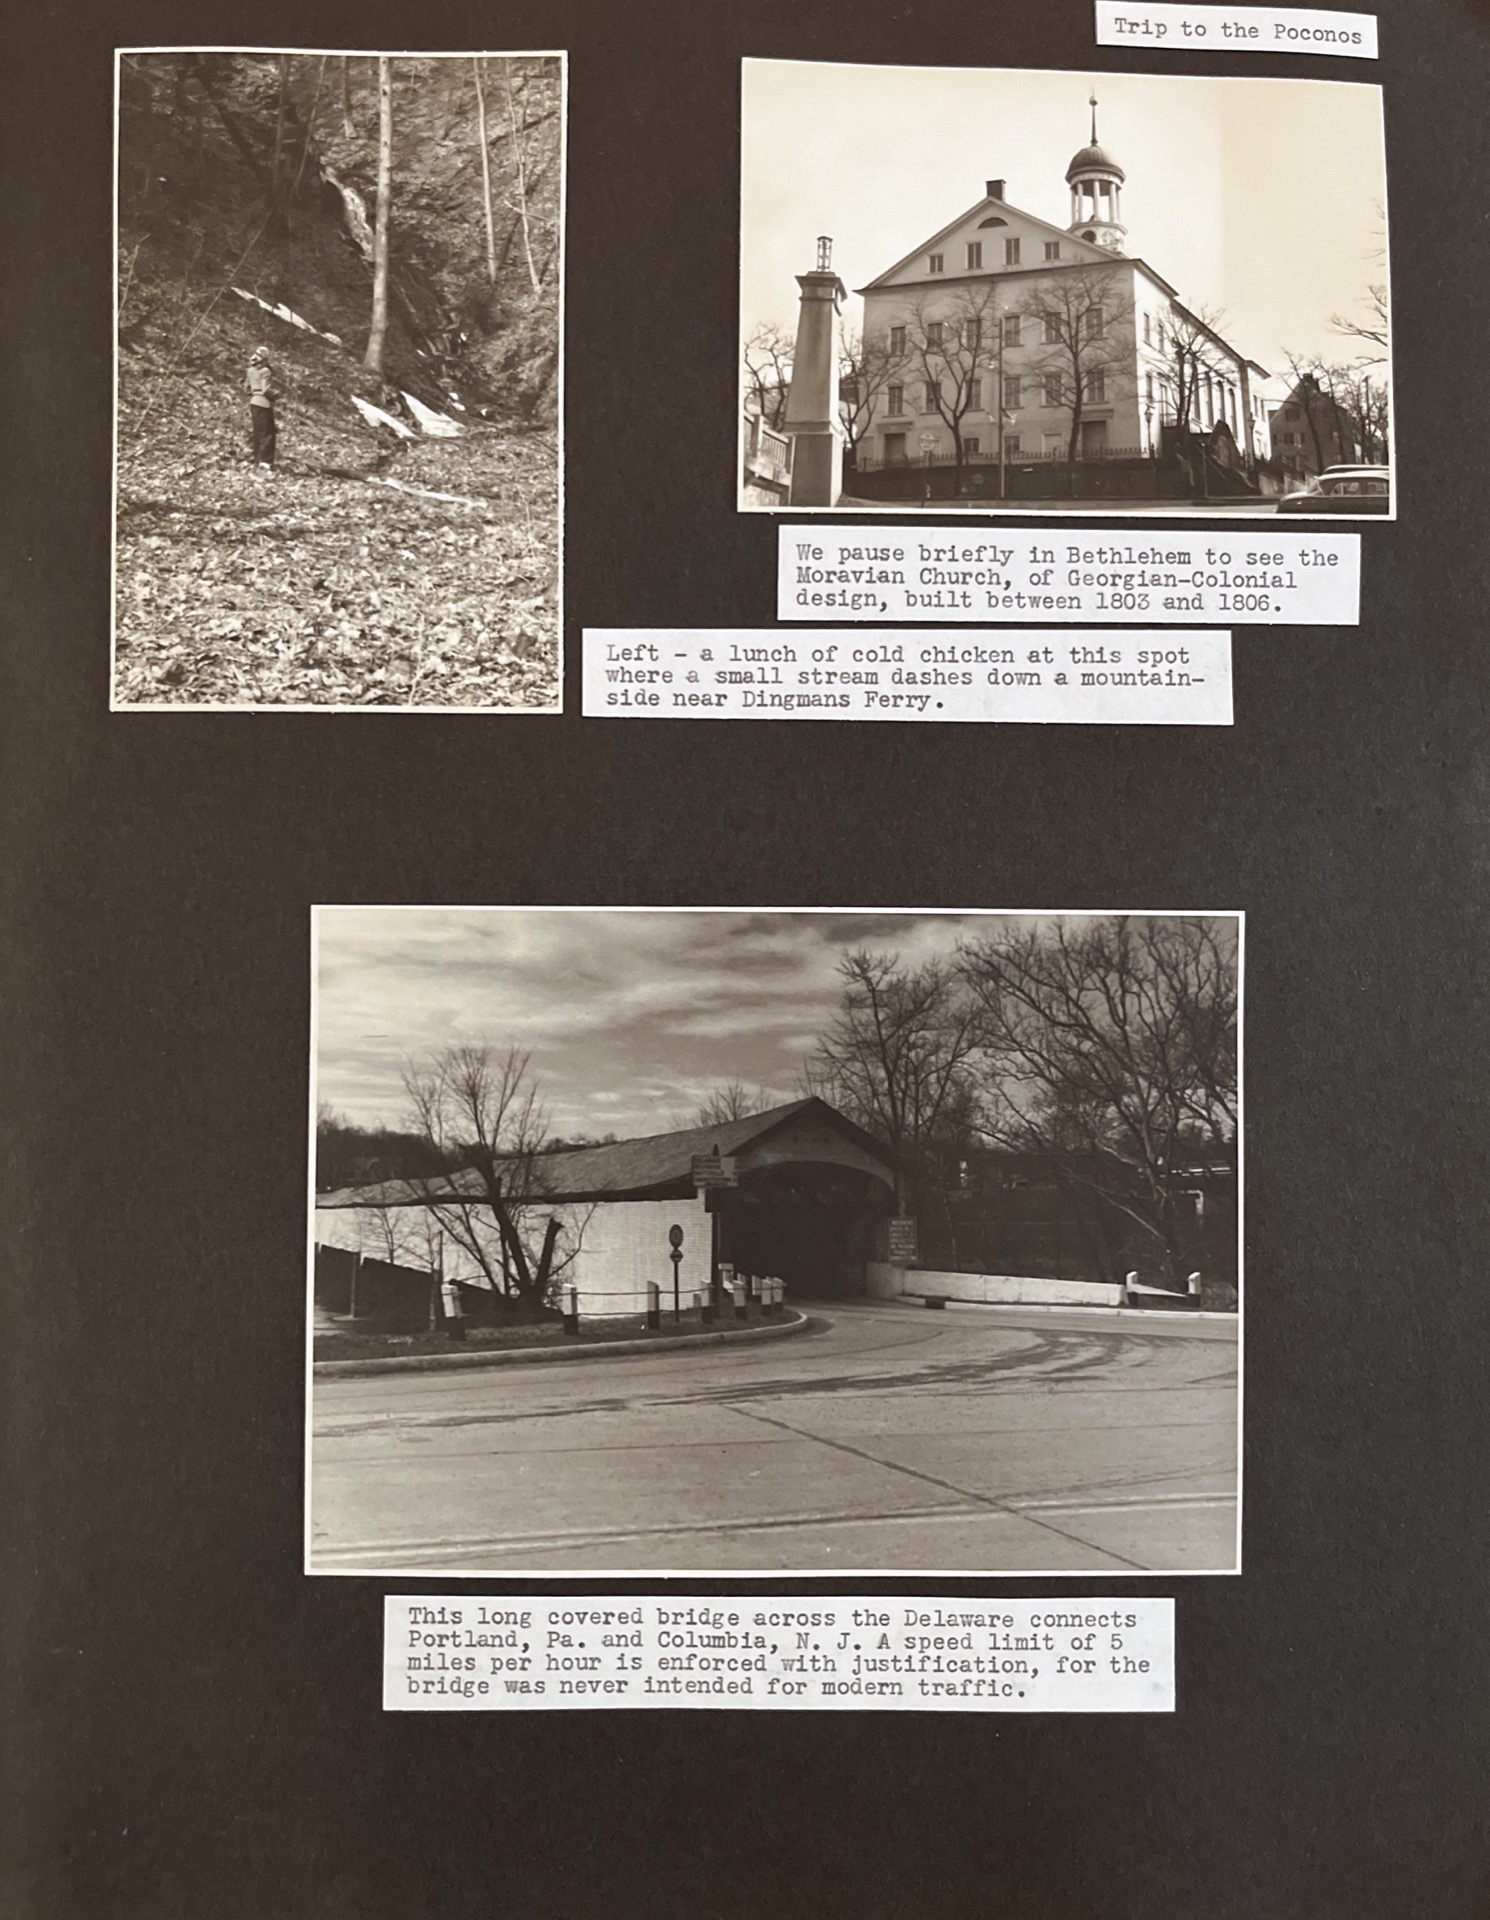 Trip to the Poconos
We pause briefly in Bethlehem to see the
Moravian Church, of Georgian-Colonial
design, built between 1803 and 1806.
Left - a lunch of cold chicken at this spot
where a small stream dashes down a mountain-
side near Dingmans Ferry.
This long covered bridge across the Delaware connects
Portland, Pa. and Columbia, N. J. A speed limit of 5
miles per hour is enforced with justification, for the
bridge was never intended for modern traffic.